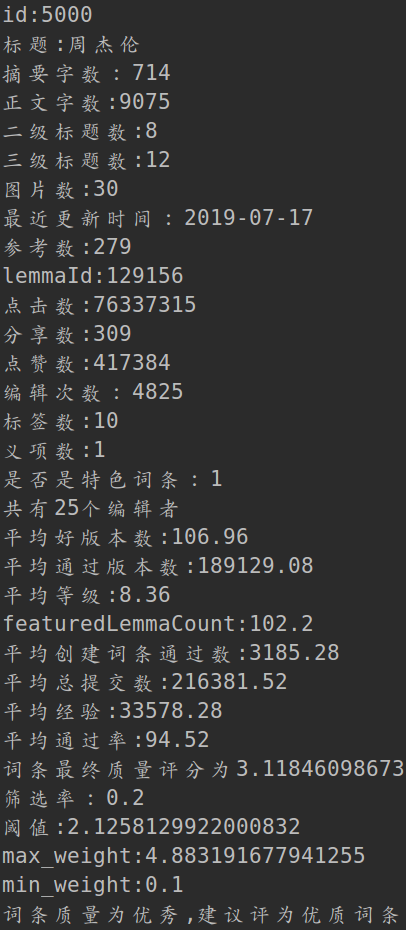 id:5000
标题:周杰伦
摘要字数：714
正文字数:9075
二级标题数:8
三级标题数:12
图片数:30
最近更新时间：2019-07-17
参考数:279
lemmaId:129156
点击数:76337315
分享数:309
点赞数:417384
编辑次数：4825
标签数:10
义项数:1
是否是特色词条：1
共有25个编辑者
平均好版本数:106.96
平均通过版本数:189129.08
平均等级:8.36
featuredLemmaCount:102.2
平均创建词条通过数:3185.28
平均总提交数:216381.52
平均经验:33578.28
平均通过率:94.52
词条最终质量评分为3.11846098673
筛选率：0.2
阈值:2.1258129922000832
max_weight:4.883191677941255
min_weight:0.1
词条质量为优秀,建议评为优质词条